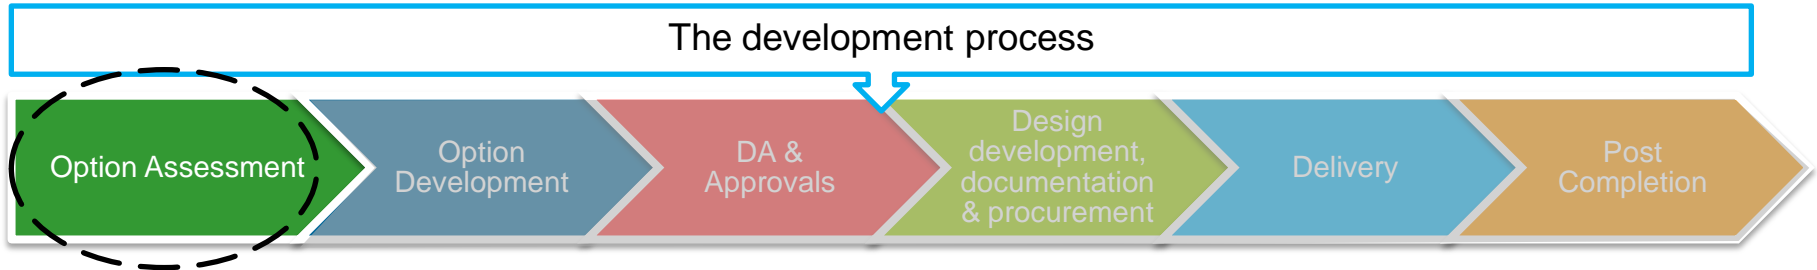 The development process
Option Assessment
Option
Development
DA &
Approvals
Design
development,
documentation
& procurement
Delivery
Post
Completion